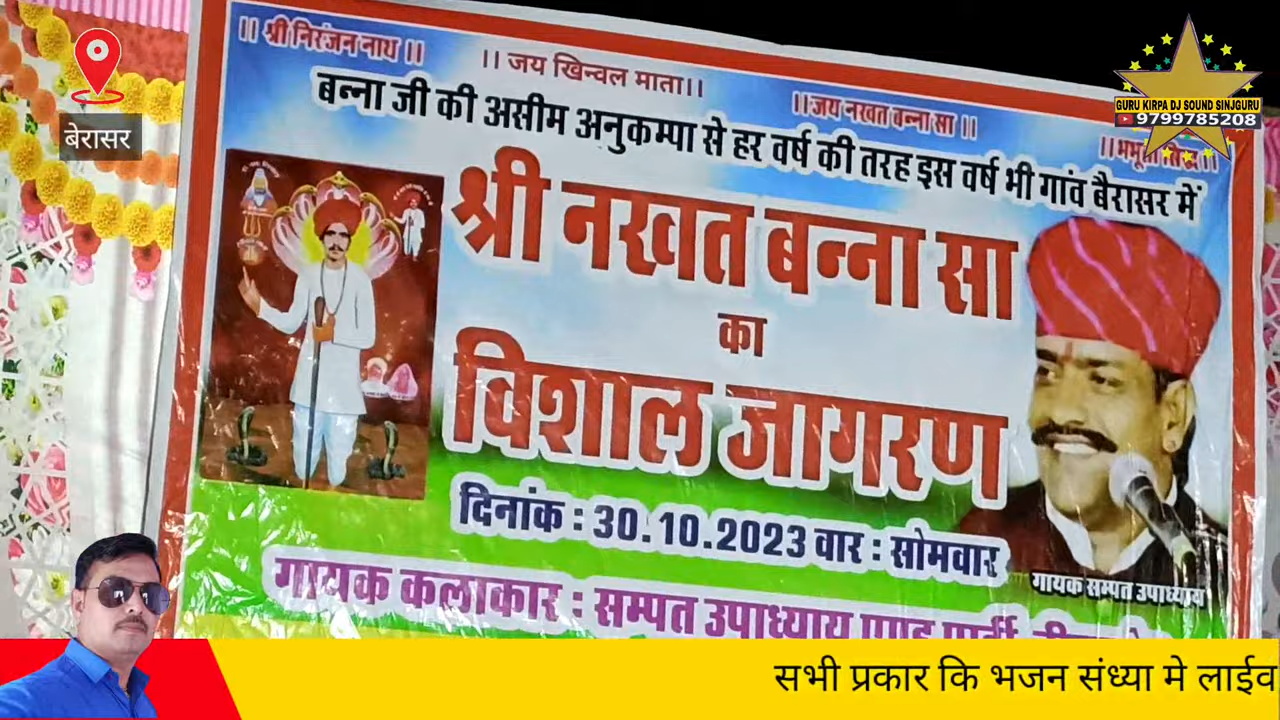 || श्री निरंजन नाथ ||
|| जय खिन्वल माता||
||जय नखत बन्ना सा ||
बन्ना जी की असीम अनुकम्पा से हर वर्ष की तरह इस वर्ष भी गांव बैरासर में
श्री नखत बन्ना सा
का
विशाल जागरण
दिनांक : 30.10.2023 वार : सोमवार
गायक कलाकार : सम्पत उपाध्याय
गायक सम्पत उपाध्याय
बेरासर
GURU KIRPA DJ SOUND SINJGURU
9799785208
सभी प्रकार कि भजन संध्या मे लाईव